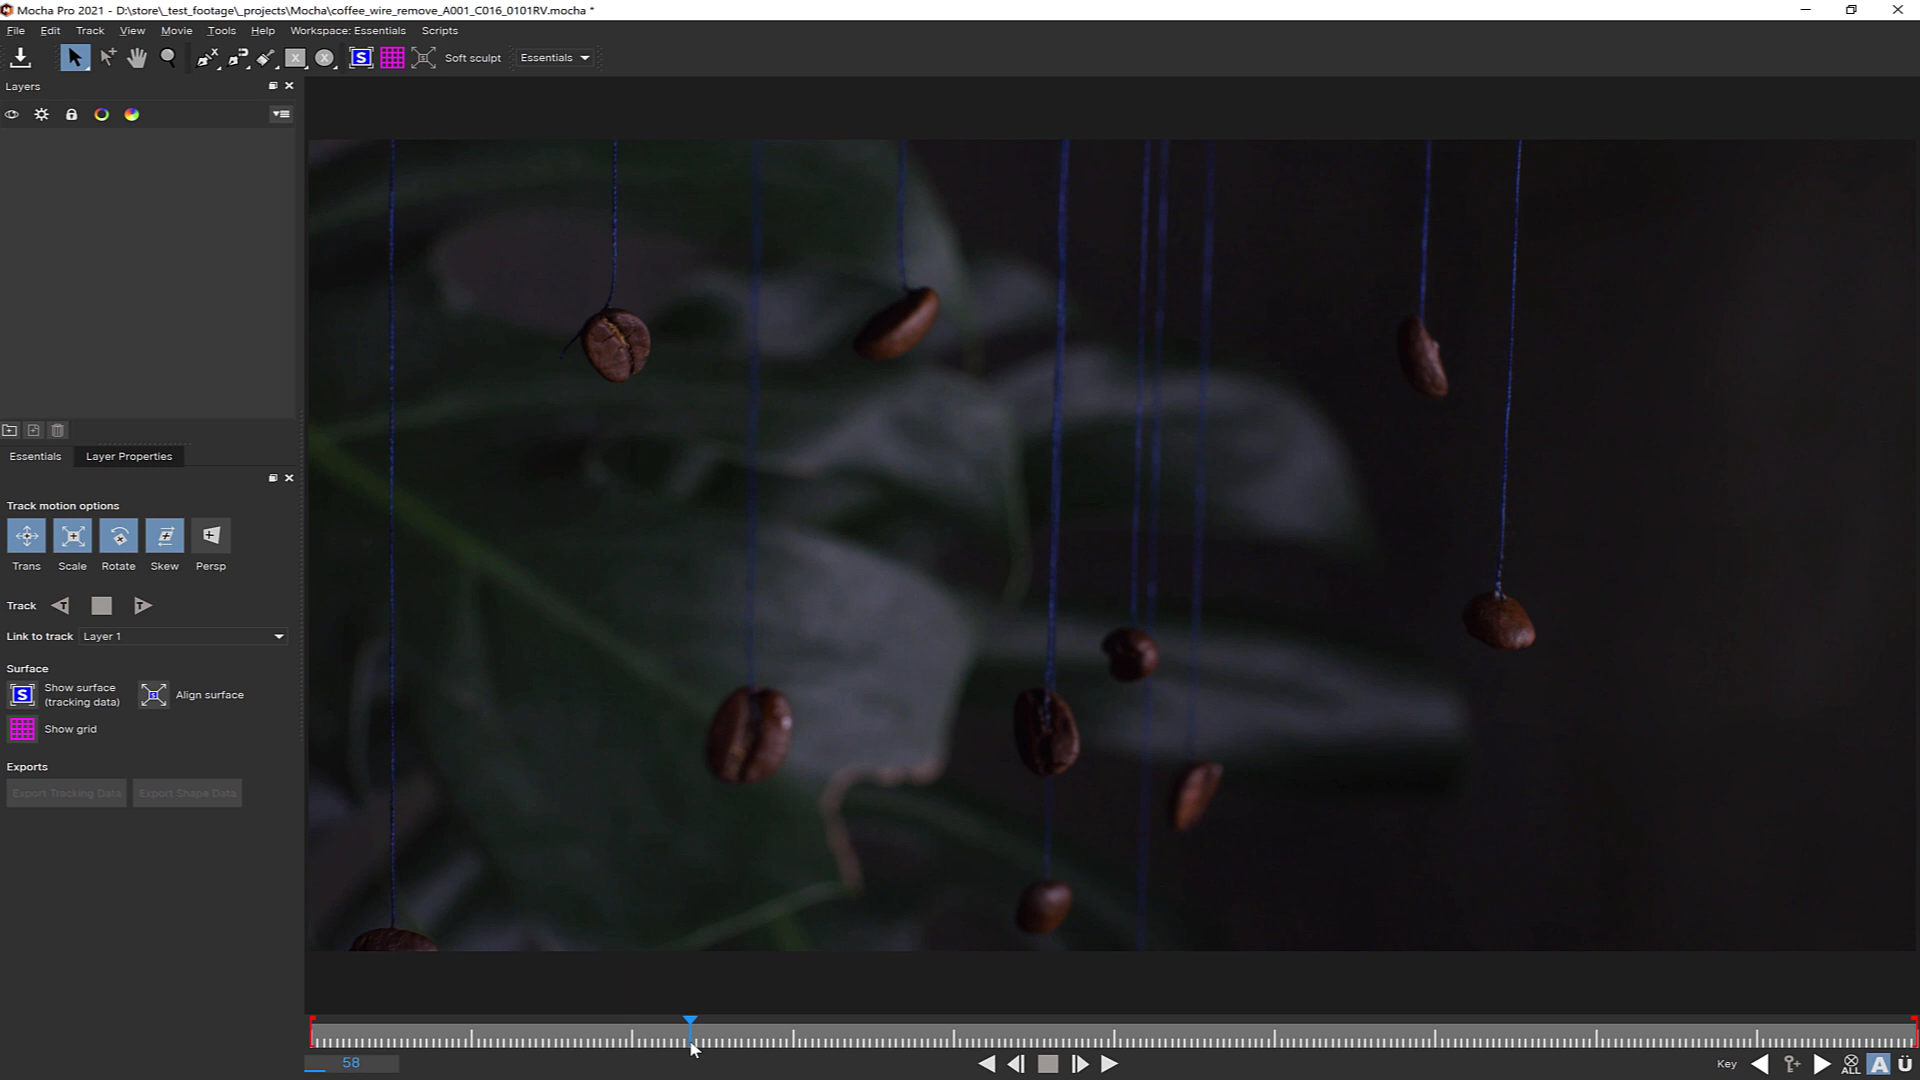 Mocha Pro 2021 - D:\store\_test_footage\_projects\Mocha\coffee_wire_remove_A001_C016_0101RV.mocha *
File Edit Track View Movie Tools Help Workspace: Essentials Scripts
S Soft sculpt Essentials
Layers
Essentials Layer Properties
Track motion options
Trans Scale Rotate Skew Persp
Track T T
Link to track Layer 1
Surface
S Show surface (tracking data) S Align surface
Show grid
Exports
Export Tracking Data Export Shape Data
58 Key ALL A Ü